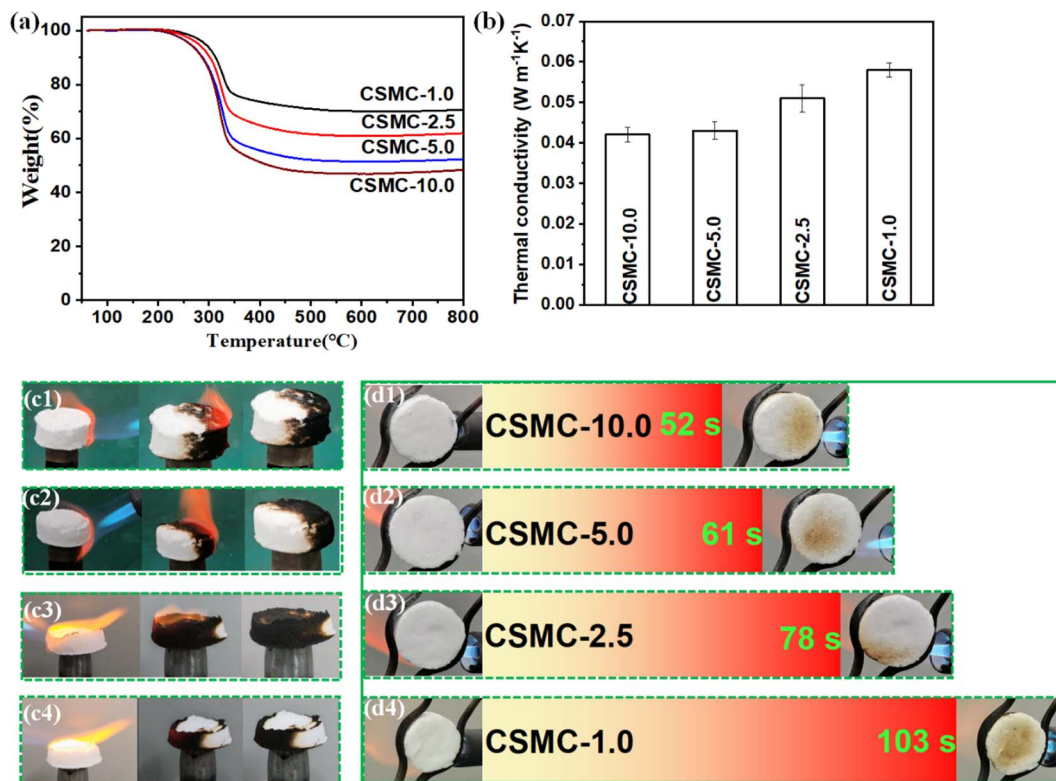 (a)
100
80
60
40
20
0
Weight(%)
CSMC-1.0
CSMC-2.5
CSMC-5.0
CSMC-10.0
100 200 300 400 500 600 700 800
Temperature(°C)
(b)
0.07
0.06
0.05
0.04
0.03
0.02
0.01
0.00
Thermal conductivity (W m⁻¹K⁻¹)
CSMC-10.0
CSMC-5.0
CSMC-2.5
CSMC-1.0
(c1)
(d1)
CSMC-10.0 52 s
(c2)
(d2)
CSMC-5.0 61 s
(c3)
(d3)
CSMC-2.5 78 s
(c4)
(d4)
CSMC-1.0 103 s